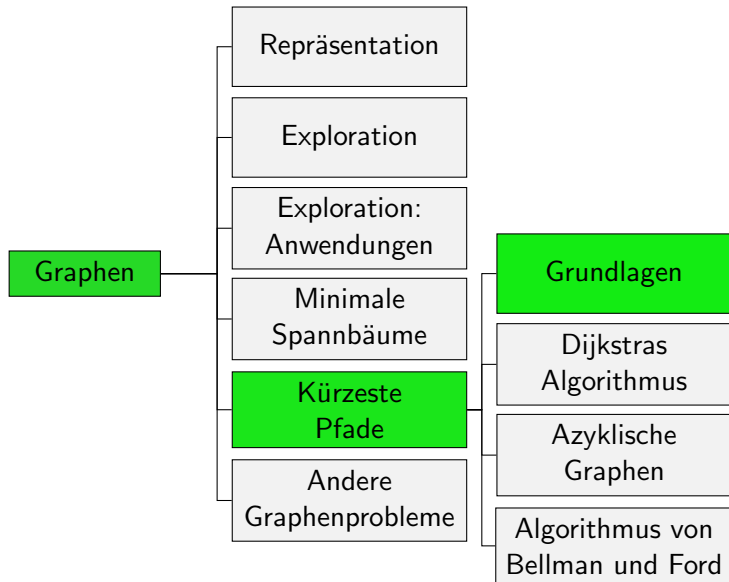 Graphen
Repräsentation
Exploration
Exploration:
Anwendungen
Minimale
Spannbäume
Kürzeste
Pfade
Andere
Graphenprobleme
Grundlagen
Dijkstras
Algorithmus
Azyklische
Graphen
Algorithmus von
Bellman und Ford